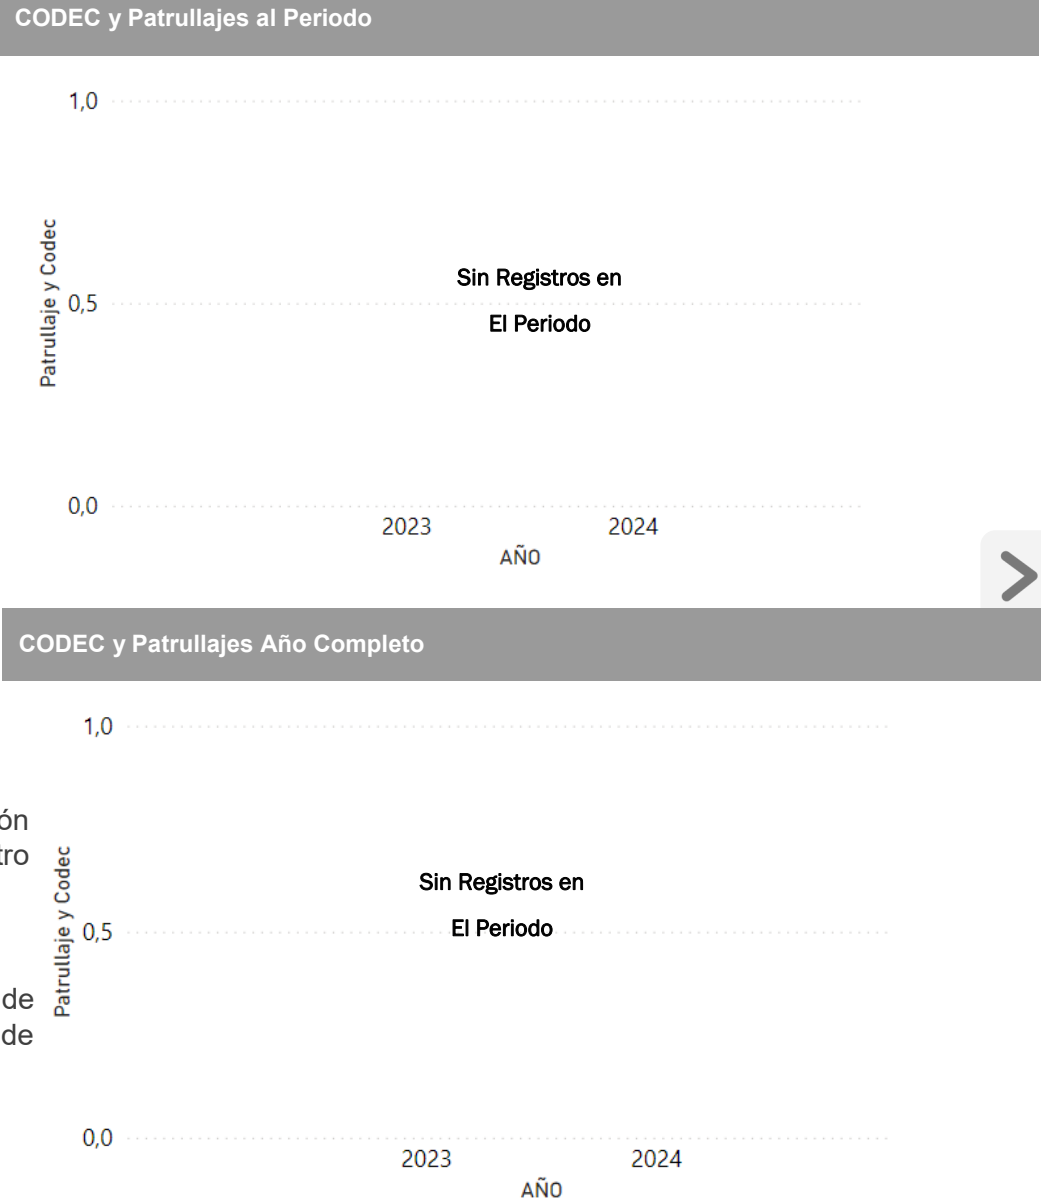 CODEC y Patrullajes al Periodo
1,0
Patrullaje y Codec
Sin Registros en
0,5
El Periodo
0,0
2023 2024
AÑO
CODEC y Patrullajes Año Completo
1,0
ón
tro
Patrullaje y Codec
Sin Registros en
0,5
El Periodo
de
de
0,0
2023 2024
AÑO